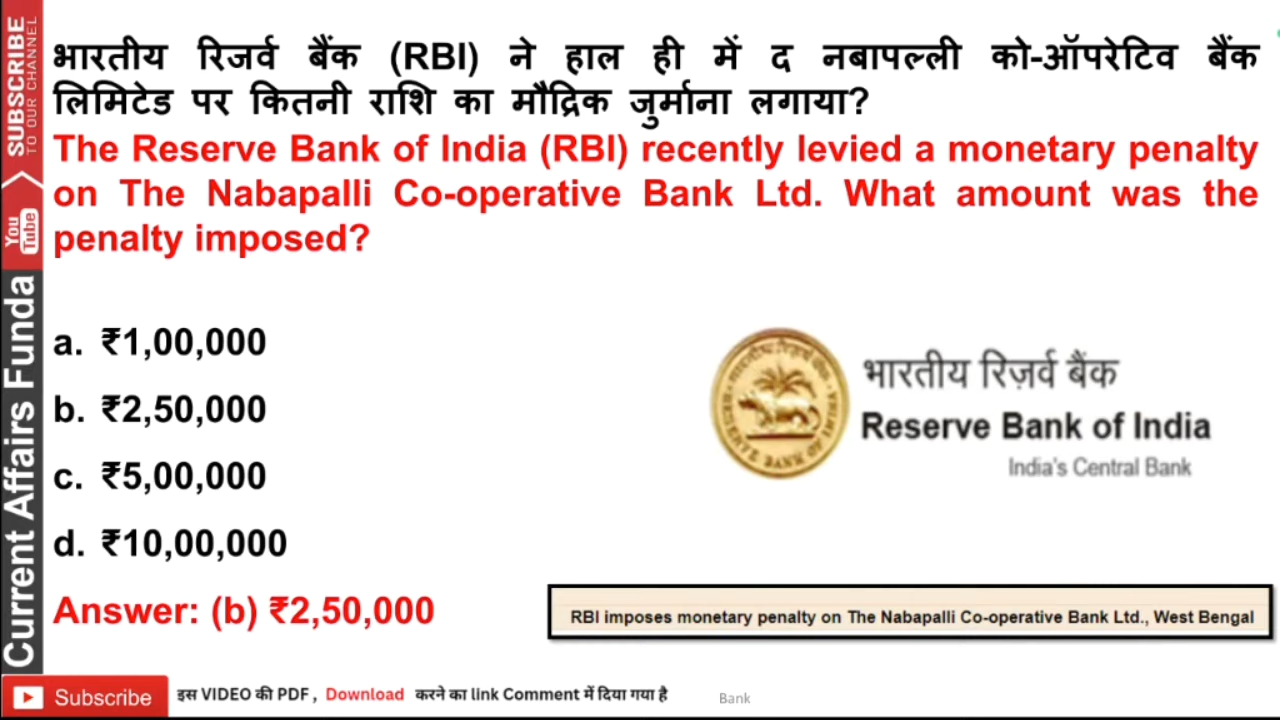 SUBSCRIBE
TO OUR CHANNEL
You
Tube
Current Affairs Funda
भारतीय रिजर्व बैंक (RBI) ने हाल ही में द नबापल्ली को-ऑपरेटिव बैंक
लिमिटेड पर कितनी राशि का मौद्रिक जुर्माना लगाया?
The Reserve Bank of India (RBI) recently levied a monetary penalty
on The Nabapalli Co-operative Bank Ltd. What amount was the
penalty imposed?
a. ₹1,00,000
b. ₹2,50,000
c. ₹5,00,000
d. ₹10,00,000
Answer: (b) ₹2,50,000
भारतीय रिज़र्व बैंक
Reserve Bank of India
India's Central Bank
RBI imposes monetary penalty on The Nabapalli Co-operative Bank Ltd., West Bengal
Subscribe
इस VIDEO की PDF , Download करने का link Comment में दिया गया है
Bank